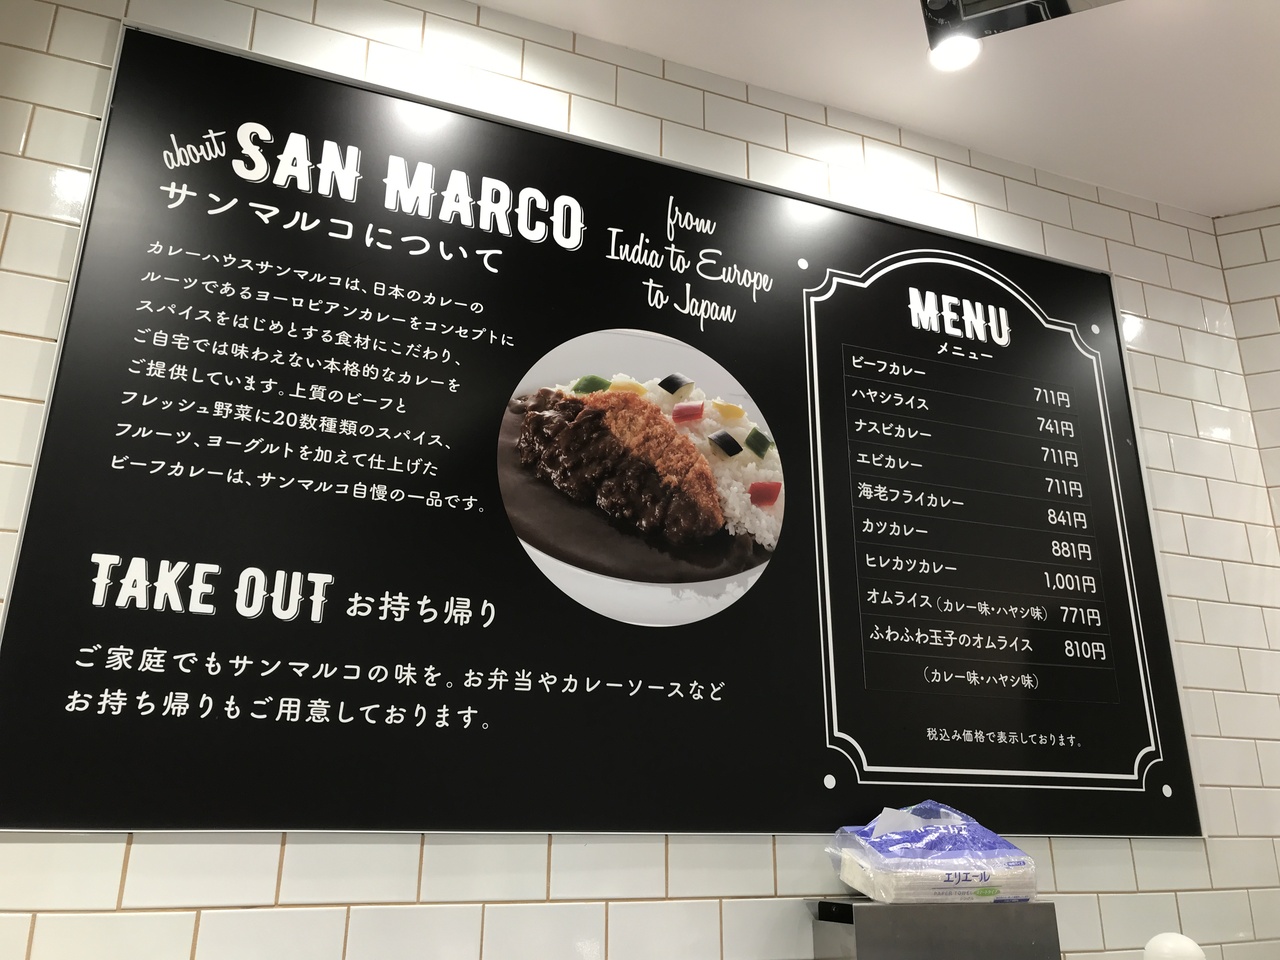 about SAN MARCO
サンマルコについて
カレーハウスサンマルコは、日本のカレーの
ルーツであるヨーロピアンカレーをコンセプトに
スパイスをはじめとする食材にこだわり、
ご自宅では味わえない本格的なカレーを
ご提供しています。上質のビーフと
フレッシュ野菜に20数種類のスパイス、
フルーツ、ヨーグルトを加えて仕上げた
ビーフカレーは、サンマルコ自慢の一品です。
from
India to Europe
to Japan
TAKE OUT お持ち帰り
ご家庭でもサンマルコの味を。お弁当やカレーソースなど
お持ち帰りもご用意しております。
MENU
メニュー
ビーフカレー 711円
ハヤシライス 741円
ナスビカレー 711円
エビカレー 711円
海老フライカレー 841円
カツカレー 881円
ヒレカツカレー 1,001円
オムライス（カレー味・ハヤシ味） 771円
ふわふわ玉子のオムライス 810円
（カレー味・ハヤシ味）
税込み価格で表示しております。
エリエール